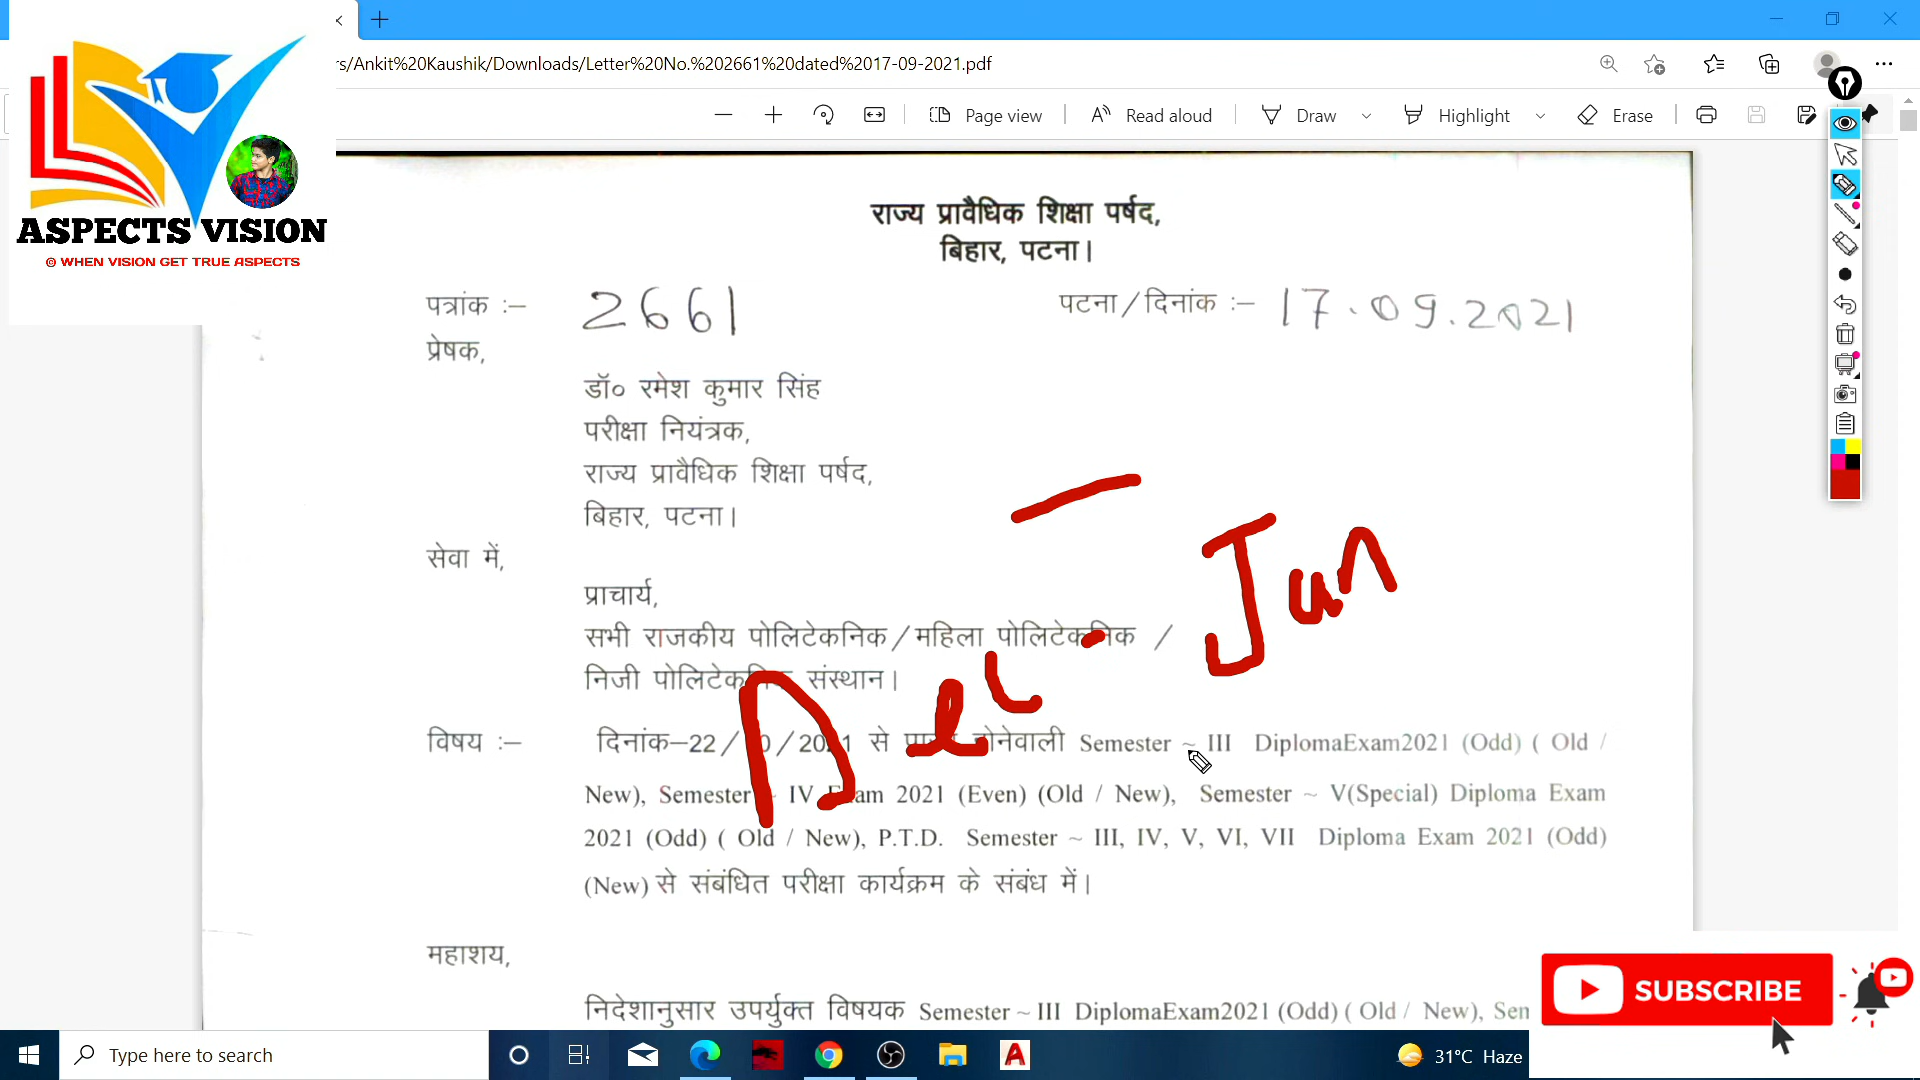 rs/Ankit%20Kaushik/Downloads/Letter%20No.%202661%20dated%2017-09-2021.pdf
Page view
Read aloud
Draw
Highlight
Erase
ASPECTS VISION
© WHEN VISION GET TRUE ASPECTS
राज्य प्रावैधिक शिक्षा पर्षद,
बिहार, पटना।
पत्रांक :– 2661
पटना/दिनांक :– 17.09.2021
प्रेषक,
डॉ० रमेश कुमार सिंह
परीक्षा नियंत्रक,
राज्य प्रावैधिक शिक्षा पर्षद,
बिहार, पटना।
सेवा में,
प्राचार्य,
सभी राजकीय पोलिटेकनिक/महिला पोलिटेकनिक /
निजी पोलिटेकनिक संस्थान।
Dec - Jan
विषय :– दिनांक–22/10/2021 से होनेवाली Semester ~ III DiplomaExam2021 (Odd) ( Old /
New), Semester ~ IV Exam 2021 (Even) (Old / New), Semester ~ V(Special) Diploma Exam
2021 (Odd) ( Old / New), P.T.D. Semester ~ III, IV, V, VI, VII Diploma Exam 2021 (Odd)
(New) से संबंधित परीक्षा कार्यक्रम के संबंध में।
महाशय,
निदेशानुसार उपर्युक्त विषयक Semester ~ III DiplomaExam2021 (Odd) ( Old / New), Sen
SUBSCRIBE
Type here to search
31°C Haze